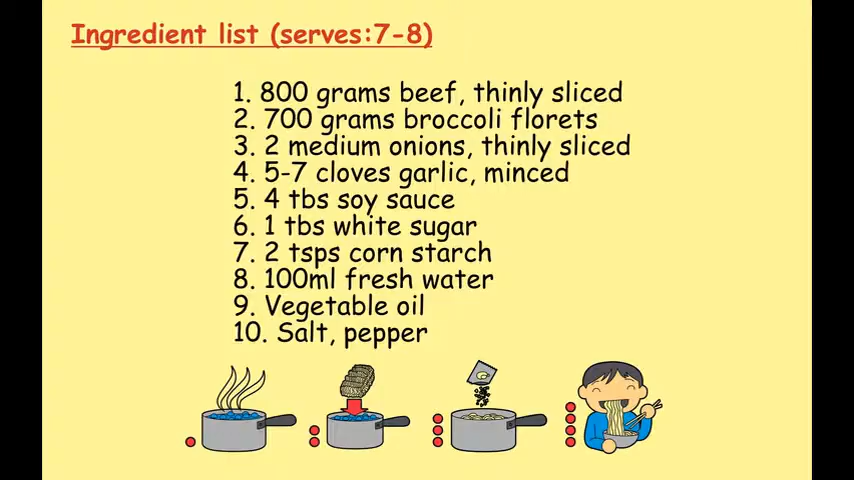 Ingredient list (serves:7-8)
1. 800 grams beef, thinly sliced
2. 700 grams broccoli florets
3. 2 medium onions, thinly sliced
4. 5-7 cloves garlic, minced
5. 4 tbs soy sauce
6. 1 tbs white sugar
7. 2 tsps corn starch
8. 100ml fresh water
9. Vegetable oil
10. Salt, pepper